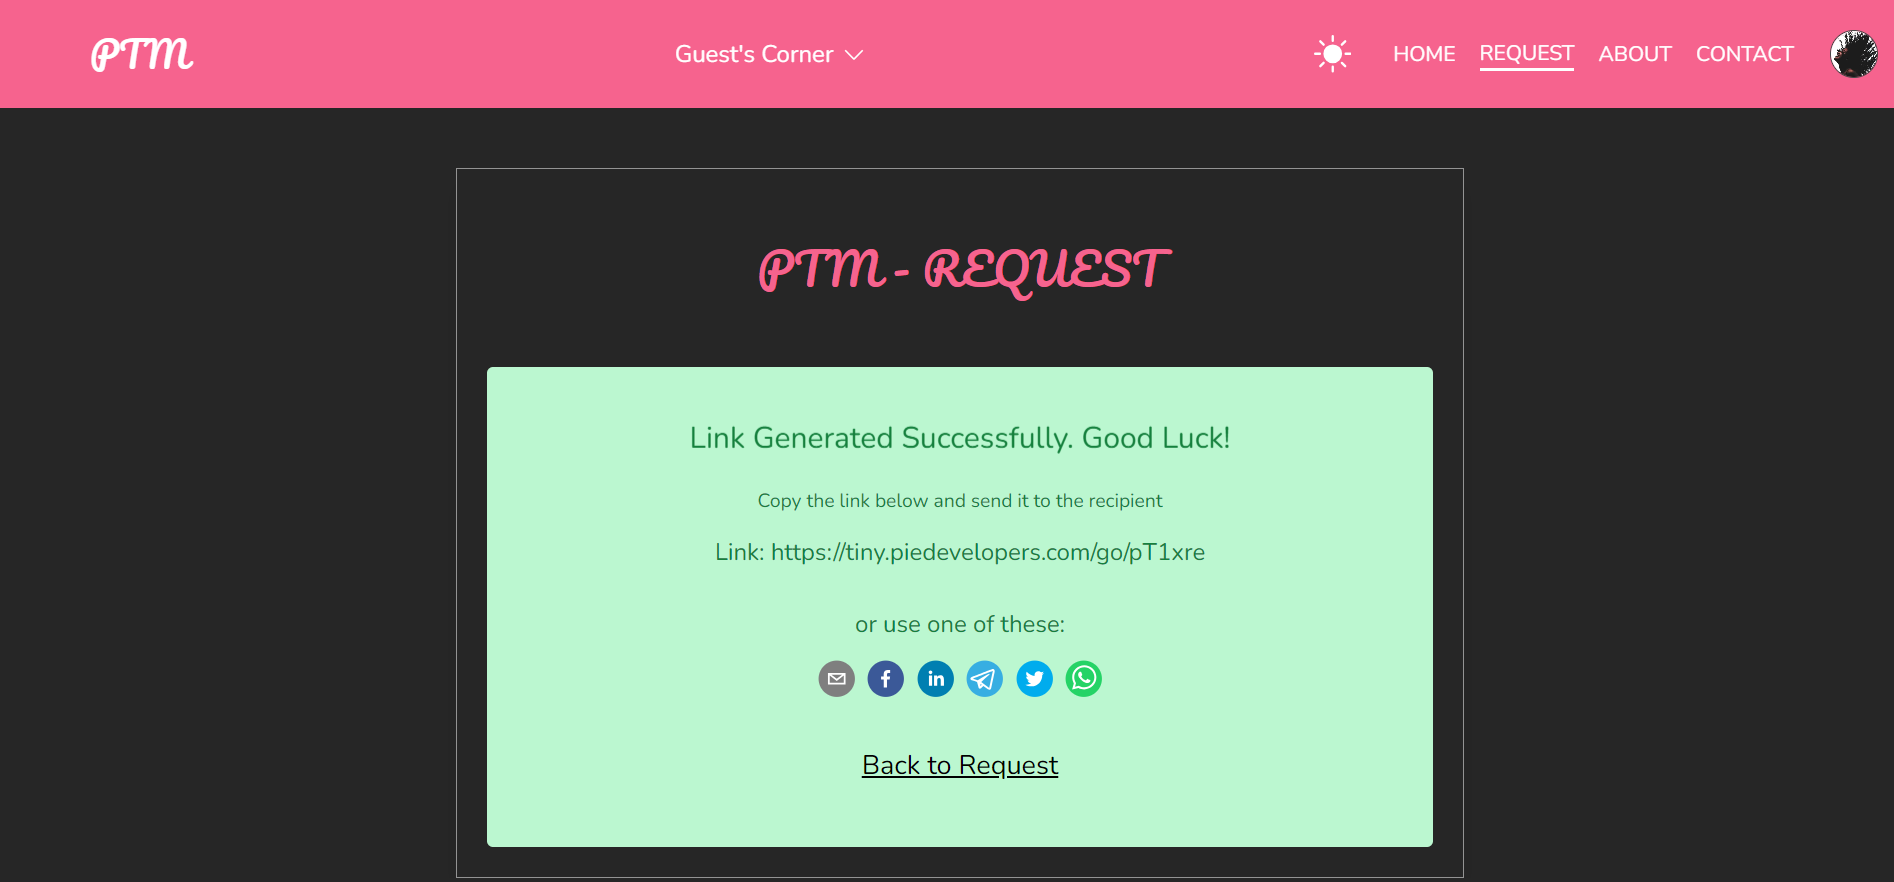 PTM
Guest's Corner
HOME
REQUEST
ABOUT
CONTACT
PTM - REQUEST
Link Generated Successfully. Good Luck!
Copy the link below and send it to the recipient
Link: https://tiny.piedevelopers.com/go/pT1xre
or use one of these:
Back to Request